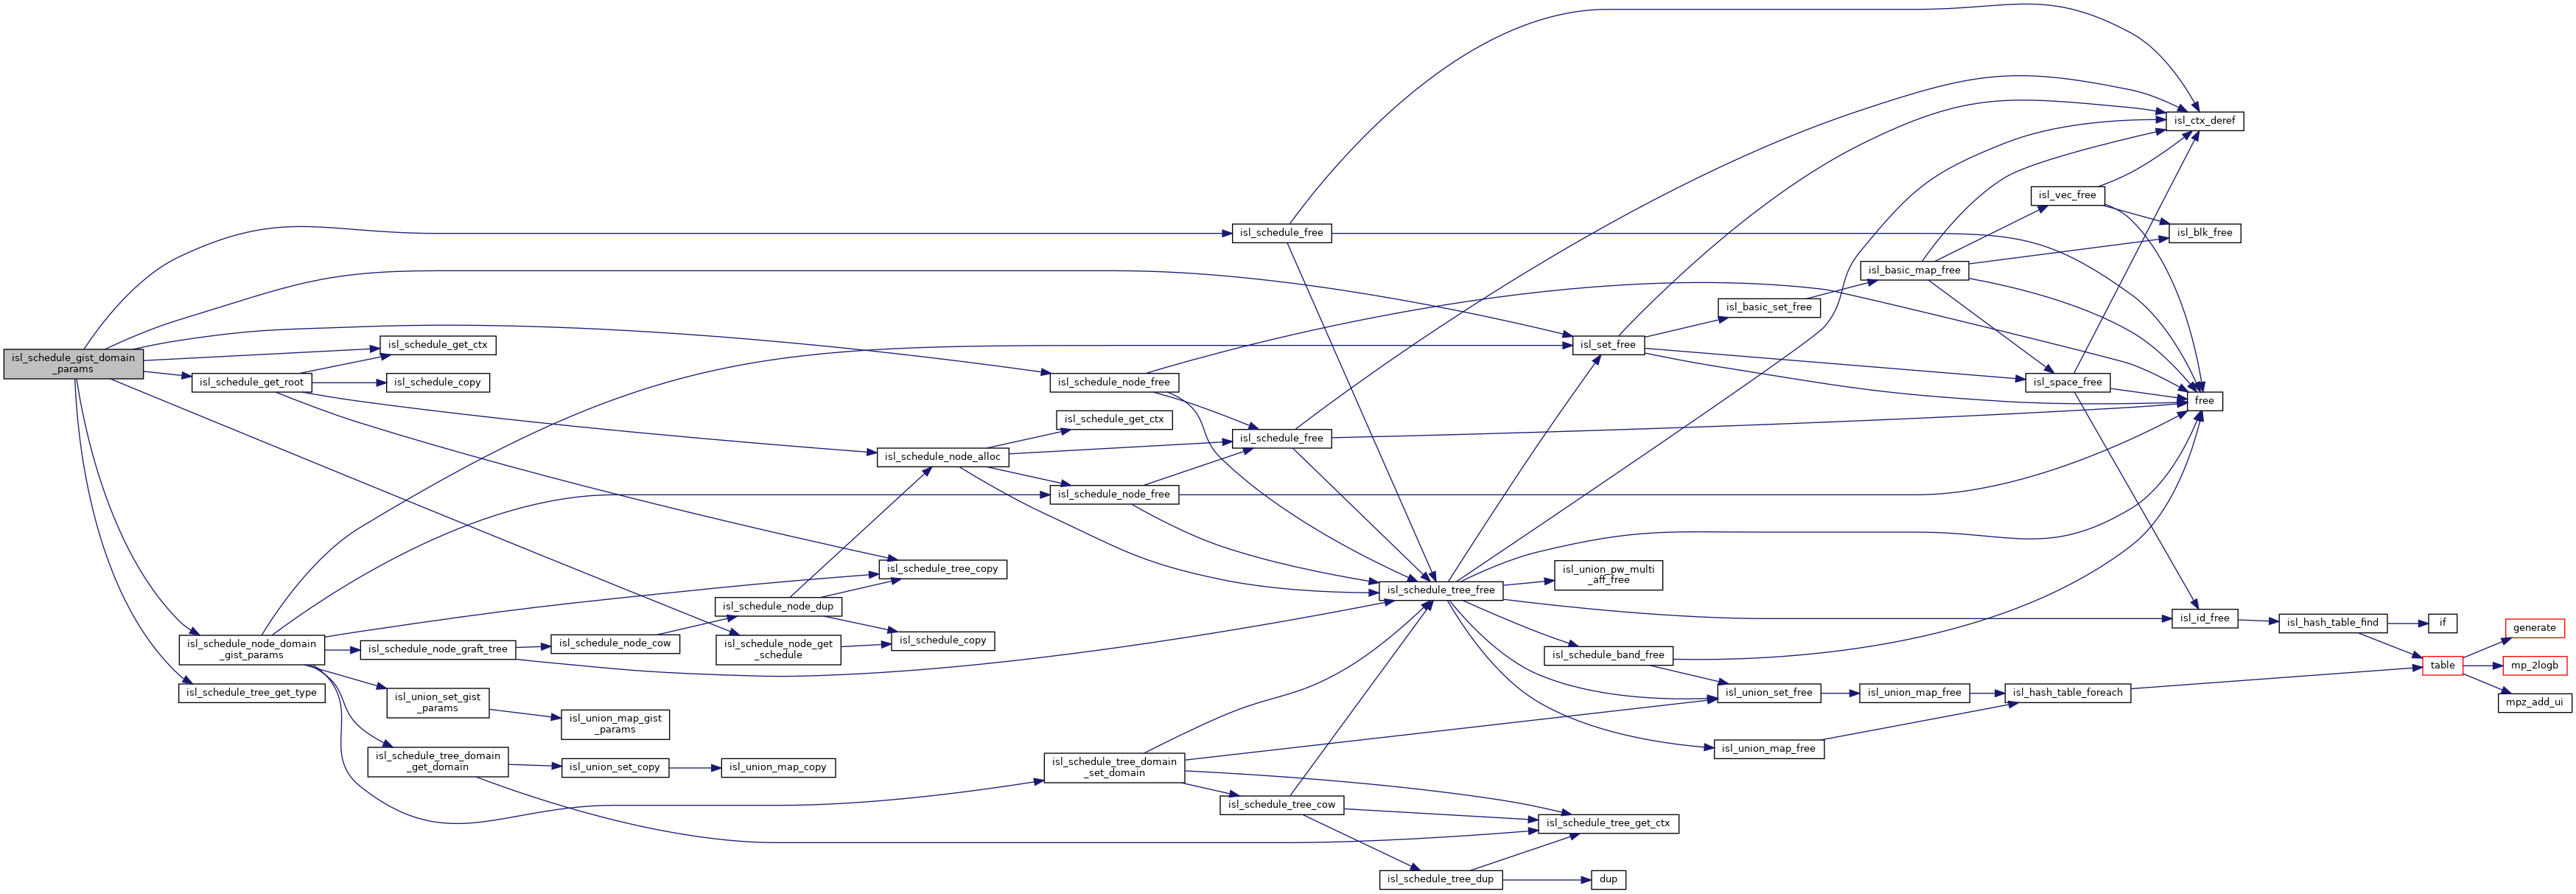 isl_schedule_gist_domain
_params
isl_schedule_get_ctx
isl_schedule_get_root
isl_schedule_copy
isl_schedule_node_domain
_gist_params
isl_schedule_tree_get_type
isl_schedule_node_graft_tree
isl_union_set_gist
_params
isl_schedule_tree_domain
_get_domain
isl_schedule_node_cow
isl_union_map_gist
_params
isl_union_set_copy
isl_schedule_node_dup
isl_schedule_node_get
_schedule
isl_union_map_copy
isl_schedule_node_alloc
isl_schedule_tree_copy
isl_schedule_copy
isl_schedule_node_free
isl_schedule_get_ctx
isl_schedule_node_free
isl_schedule_tree_domain
_set_domain
isl_schedule_free
isl_schedule_free
isl_schedule_tree_cow
isl_schedule_tree_free
isl_schedule_tree_dup
isl_set_free
isl_union_pw_multi
_aff_free
isl_schedule_band_free
isl_schedule_tree_get_ctx
dup
isl_basic_set_free
isl_union_set_free
isl_union_map_free
isl_basic_map_free
isl_union_map_free
isl_vec_free
isl_space_free
isl_hash_table_foreach
isl_ctx_deref
isl_blk_free
free
isl_id_free
isl_hash_table_find
if
table
generate
mp_2logb
mpz_add_ui